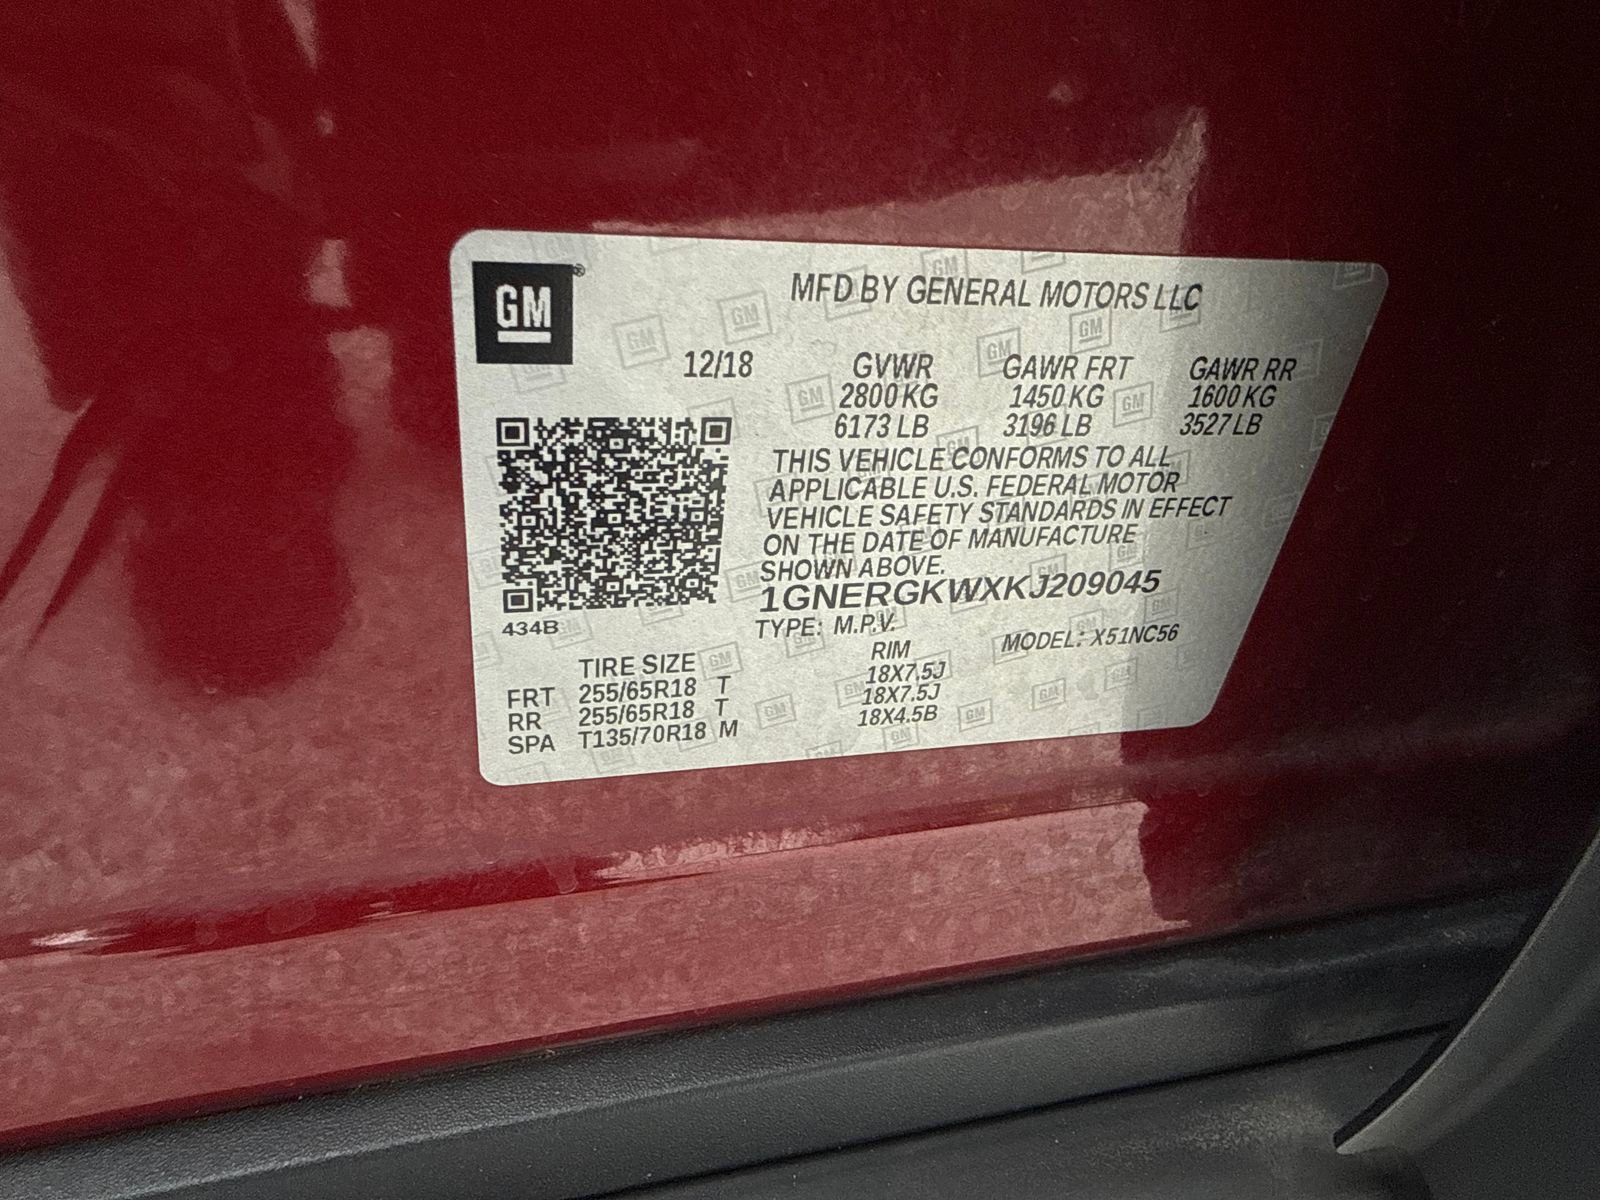 GM®
MFD BY GENERAL MOTORS LLC
12/18 GVWR GAWR FRT GAWR RR
2800 KG 1450 KG 1600 KG
6173 LB 3196 LB 3527 LB
THIS VEHICLE CONFORMS TO ALL
APPLICABLE U.S. FEDERAL MOTOR
VEHICLE SAFETY STANDARDS IN EFFECT
ON THE DATE OF MANUFACTURE
SHOWN ABOVE.
1GNERGKWXKJ209045
434B
TYPE: M.P.V. MODEL: X51NC56
TIRE SIZE RIM
FRT 255/65R18 T 18X7.5J
RR 255/65R18 T 18X7.5J
SPA T135/70R18 M 18X4.5B